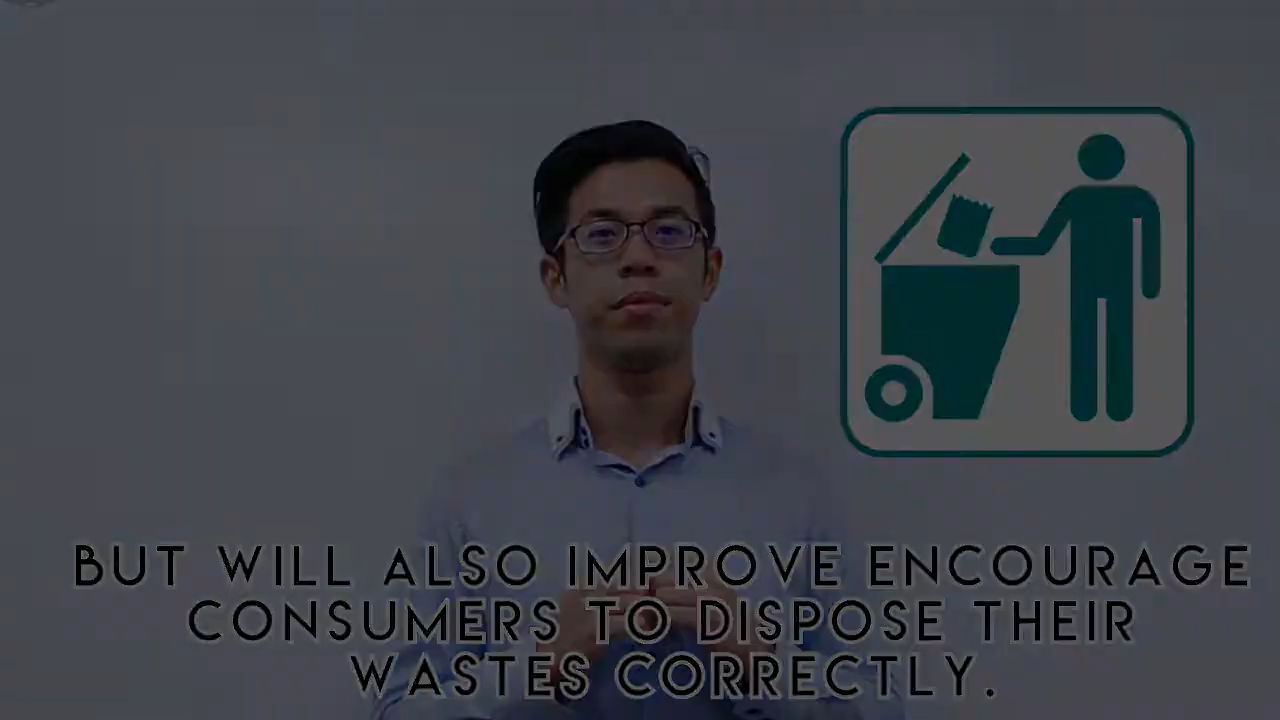 BUT WILL ALSO IMPROVE ENCOURAGE
CONSUMERS TO DISPOSE THEIR
WASTES CORRECTLY.